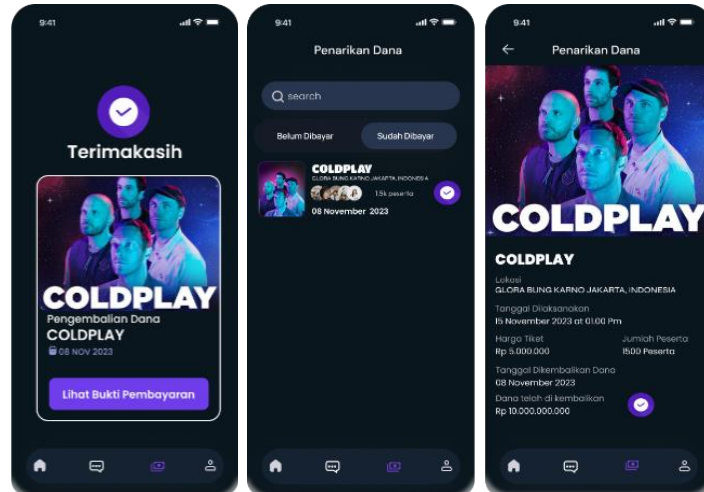 9:41
Terimakasih
COLDPLAY
Pengembalian Dana
COLDPLAY
08 NOV 2023
Lihat Bukti Pembayaran
9:41
Penarikan Dana
search
Belum Dibayar
Sudah Dibayar
COLDPLAY
GLORA BUNG KARNO JAKARTA, INDONESIA
1.5k peserta
08 November 2023
9:41
Penarikan Dana
COLDPLAY
COLDPLAY
Lokasi
GLORA BUNG KARNO JAKARTA, INDONESIA
Tanggal Dilaksanakan
15 November 2023 at 01.00 Pm
Harga Tiket Jumlah Peserta
Rp 5.000.000 1500 Peserta
Tanggal Dikembalikan Dana
08 November 2023
Dana telah di kembalikan
Rp 10.000.000.000